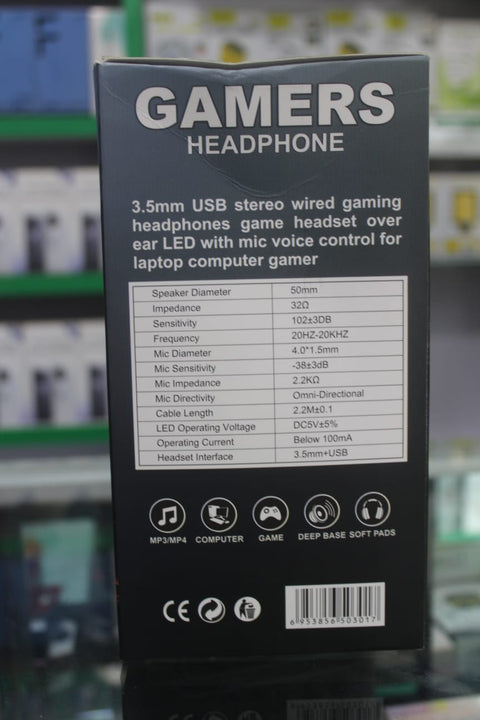 GAMERS
HEADPHONE
3.5mm USB stereo wired gaming
headphones game headset over
ear LED with mic voice control for
laptop computer gamer
Speaker Diameter 50mm
Impedance 32Ω
Sensitivity 102±3DB
Frequency 20HZ-20KHZ
Mic Diameter 4.0*1.5mm
Mic Sensitivity -38±3dB
Mic Impedance 2.2KΩ
Mic Directivity Omni-Directional
Cable Length 2.2M±0.1
LED Operating Voltage DC5V±5%
Operating Current Below 100mA
Headset Interface 3.5mm+USB
MP3/MP4 COMPUTER GAME DEEP BASE SOFT PADS
CE
6 953856 503017